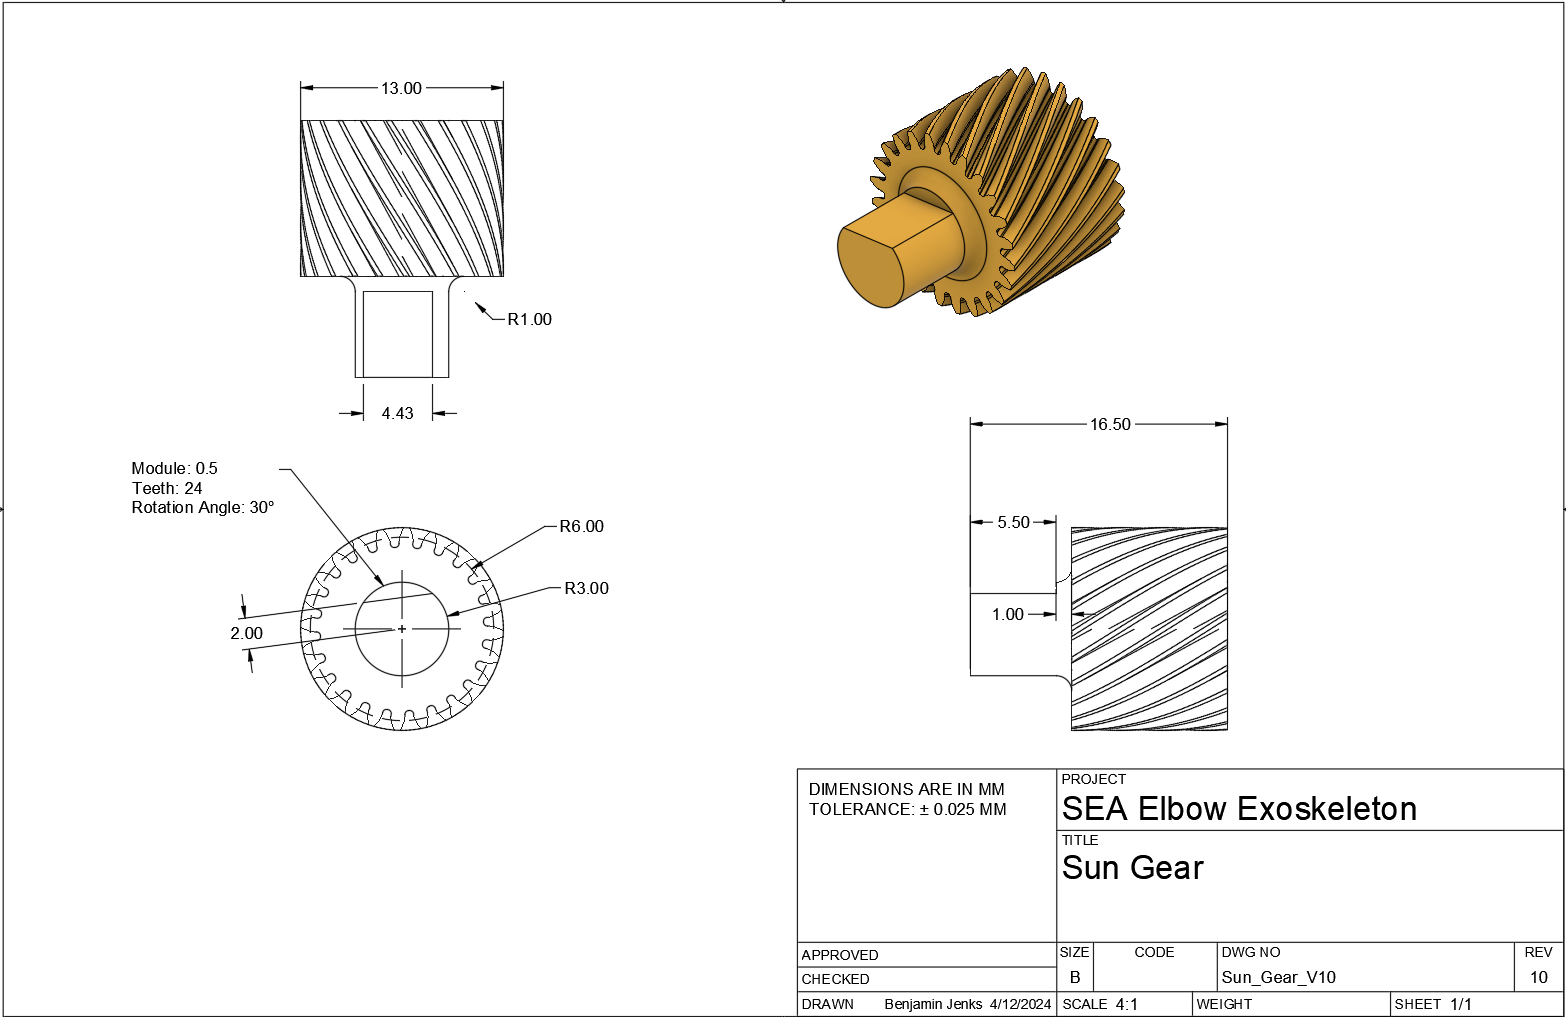 13.00
R1.00
4.43
Module: 0.5
Teeth: 24
Rotation Angle: 30°
R6.00
R3.00
2.00
16.50
5.50
1.00
DIMENSIONS ARE IN MM
TOLERANCE: ± 0.025 MM
PROJECT
SEA Elbow Exoskeleton
TITLE
Sun Gear
APPROVED
CHECKED
DRAWN Benjamin Jenks 4/12/2024
SIZE
B
CODE
DWG NO
Sun_Gear_V10
REV
10
SCALE 4:1
WEIGHT
SHEET 1/1